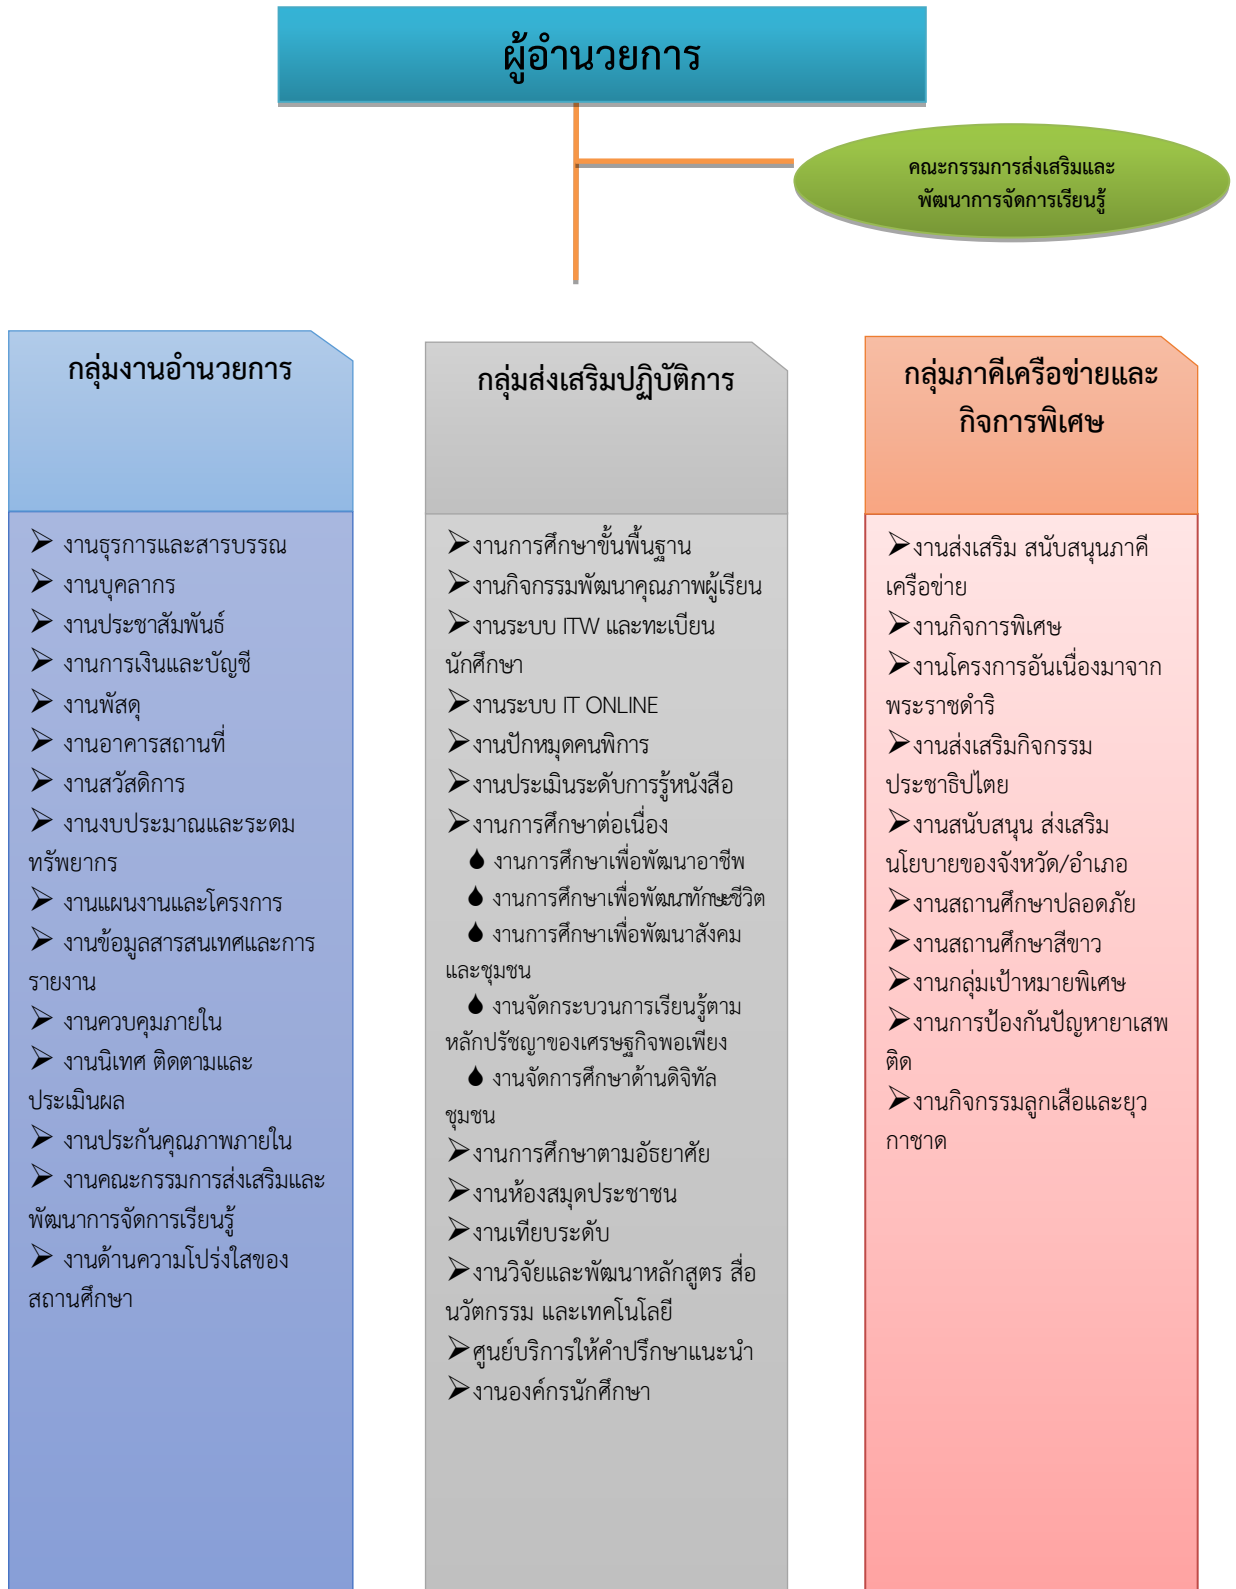 ผู้อำนวยการ
คณะกรรมการส่งเสริมและ
พัฒนาการจัดการเรียนรู้
กลุ่มงานอำนวยการ
➢ งานธุรการและสารบรรณ
➢ งานบุคลากร
➢ งานประชาสัมพันธ์
➢ งานการเงินและบัญชี
➢ งานพัสดุ
➢ งานอาคารสถานที่
➢ งานสวัสดิการ
➢ งานงบประมาณและระดม
ทรัพยากร
➢ งานแผนงานและโครงการ
➢ งานข้อมูลสารสนเทศและการ
รายงาน
➢ งานควบคุมภายใน
➢ งานนิเทศ ติดตามและ
ประเมินผล
➢ งานประกันคุณภาพภายใน
➢ งานคณะกรรมการส่งเสริมและ
พัฒนาการจัดการเรียนรู้
➢ งานด้านความโปร่งใสของ
สถานศึกษา
กลุ่มส่งเสริมปฏิบัติการ
➢งานการศึกษาขั้นพื้นฐาน
➢งานกิจกรรมพัฒนาคุณภาพผู้เรียน
➢งานระบบ ITW และทะเบียน
นักศึกษา
➢งานระบบ IT ONLINE
➢งานปักหมุดคนพิการ
➢งานประเมินระดับการรู้หนังสือ
➢งานการศึกษาต่อเนื่อง
งานการศึกษาเพื่อพัฒนาอาชีพ
งานการศึกษาเพื่อพัฒนาทักษะชีวิต
งานการศึกษาเพื่อพัฒนาสังคม
และชุมชน
งานจัดกระบวนการเรียนรู้ตาม
หลักปรัชญาของเศรษฐกิจพอเพียง
งานจัดการศึกษาด้านดิจิทัล
ชุมชน
➢งานการศึกษาตามอัธยาศัย
➢งานห้องสมุดประชาชน
➢งานเทียบระดับ
➢งานวิจัยและพัฒนาหลักสูตร สื่อ
นวัตกรรม และเทคโนโลยี
➢ศูนย์บริการให้คำปรึกษาแนะนำ
➢งานองค์กรนักศึกษา
กลุ่มภาคีเครือข่ายและ
กิจการพิเศษ
➢งานส่งเสริม สนับสนุนภาคี
เครือข่าย
➢งานกิจการพิเศษ
➢งานโครงการอันเนื่องมาจาก
พระราชดำริ
➢งานส่งเสริมกิจกรรม
ประชาธิปไตย
➢งานสนับสนุน ส่งเสริม
นโยบายของจังหวัด/อำเภอ
➢งานสถานศึกษาปลอดภัย
➢งานสถานศึกษาสีขาว
➢งานกลุ่มเป้าหมายพิเศษ
➢งานการป้องกันปัญหายาเสพ
ติด
➢งานกิจกรรมลูกเสือและยุว
กาชาด